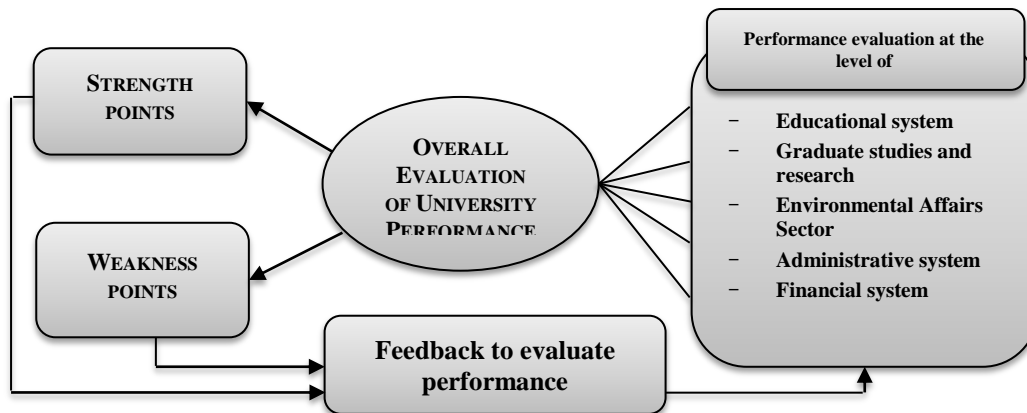 STRENGTH
POINTS
WEAKNESS
POINTS
OVERALL
EVALUATION
OF UNIVERSITY
PERFORMANCE
Performance evaluation at the
level of
– Educational system
– Graduate studies and
research
– Environmental Affairs
Sector
– Administrative system
– Financial system
Feedback to evaluate
performance